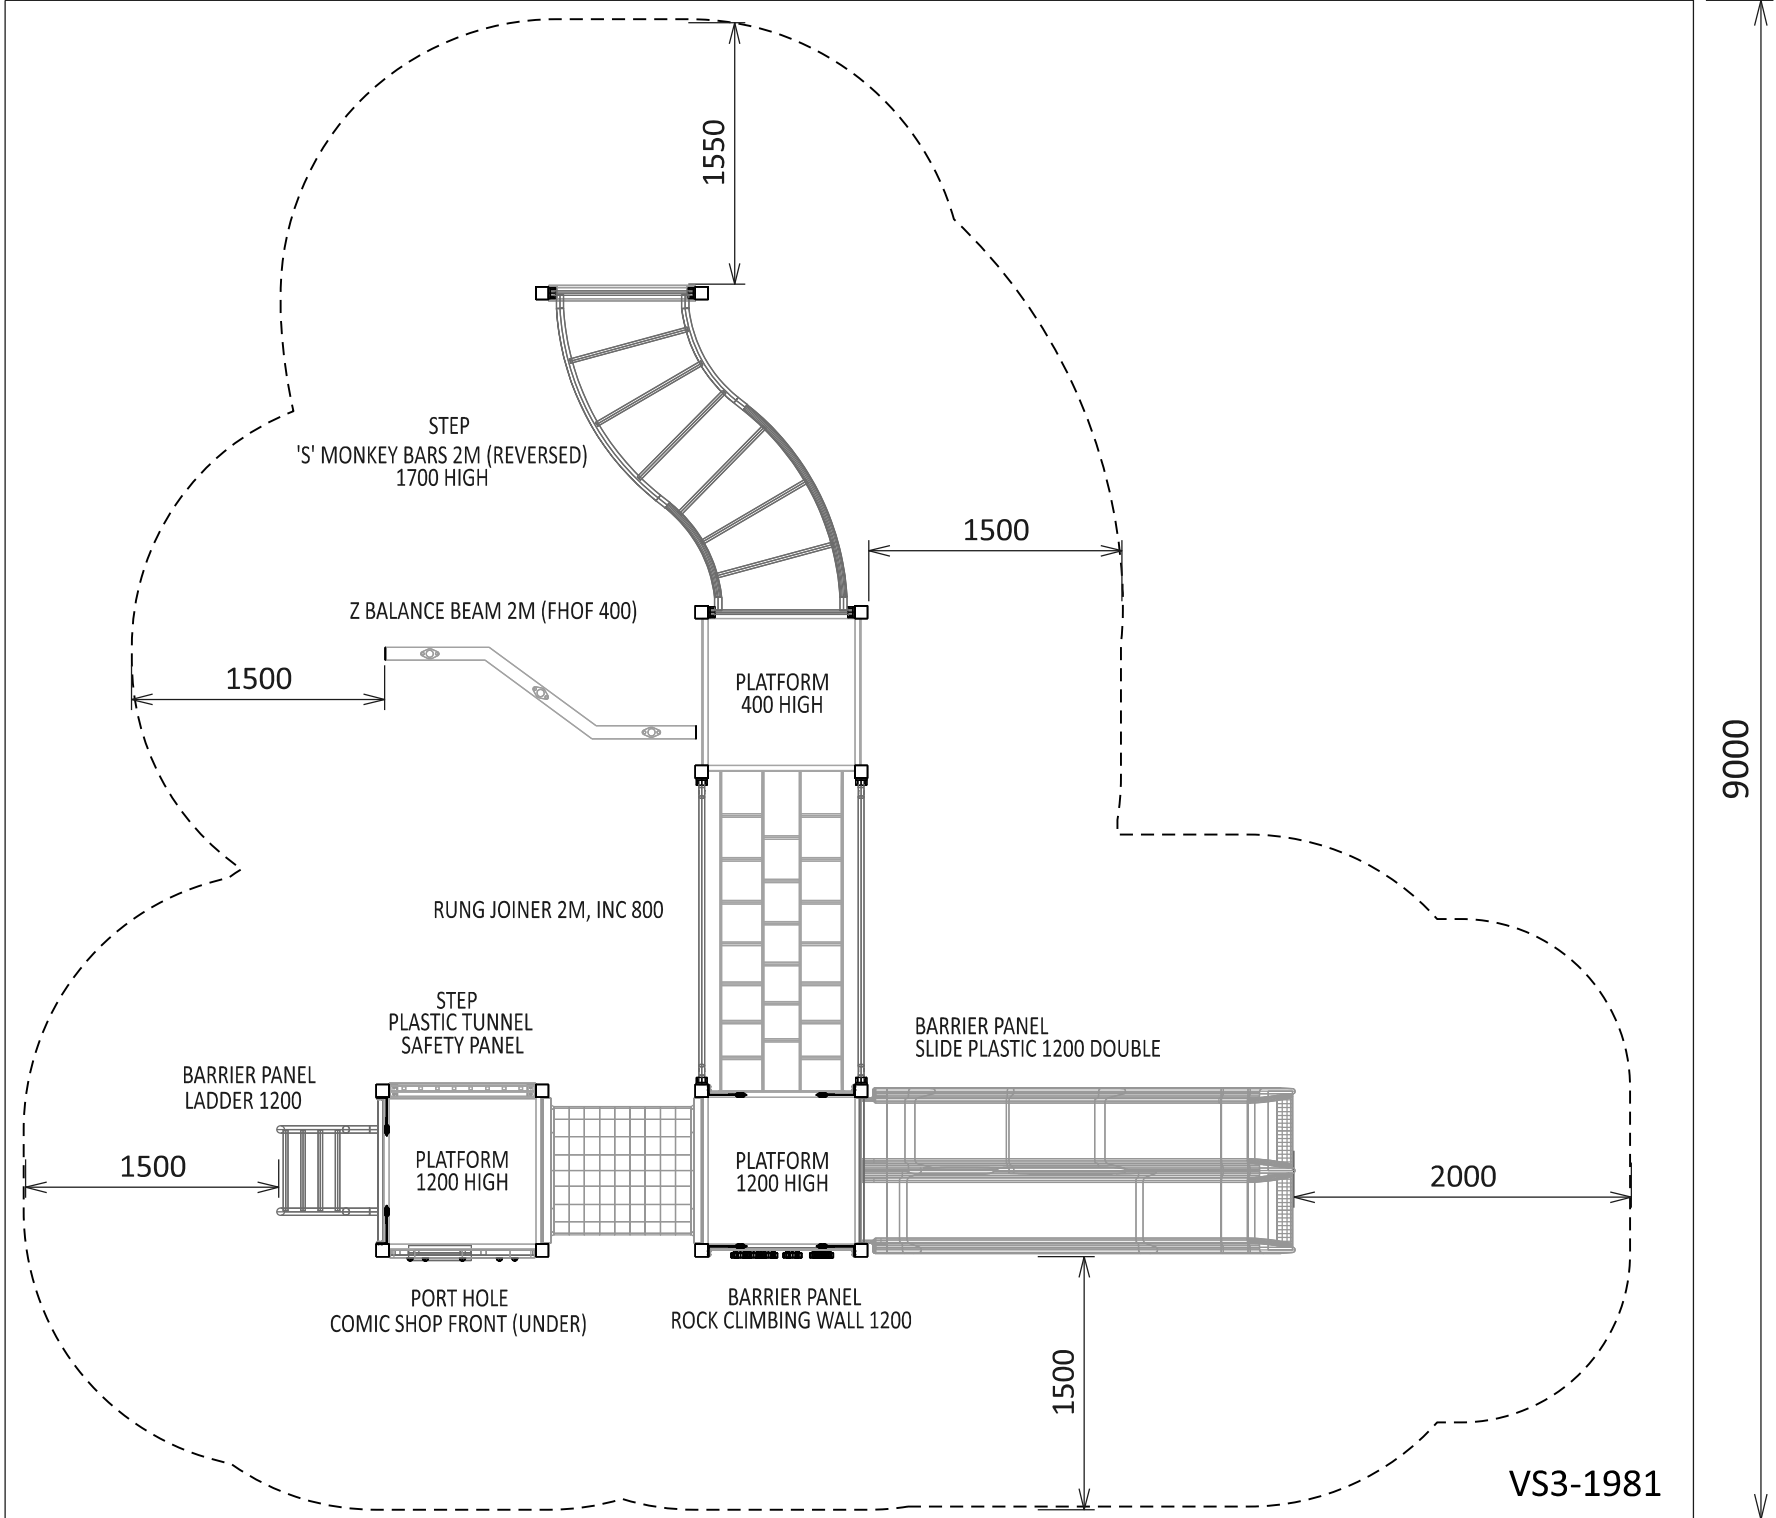 1550
STEP
'S' MONKEY BARS 2M (REVERSED)
1700 HIGH
1500
Z BALANCE BEAM 2M (FHOF 400)
1500
PLATFORM
400 HIGH
9000
RUNG JOINER 2M, INC 800
STEP
PLASTIC TUNNEL
SAFETY PANEL
BARRIER PANEL
SLIDE PLASTIC 1200 DOUBLE
BARRIER PANEL
LADDER 1200
1500
PLATFORM
1200 HIGH
PLATFORM
1200 HIGH
2000
PORT HOLE
COMIC SHOP FRONT (UNDER)
BARRIER PANEL
ROCK CLIMBING WALL 1200
1500
VS3-1981